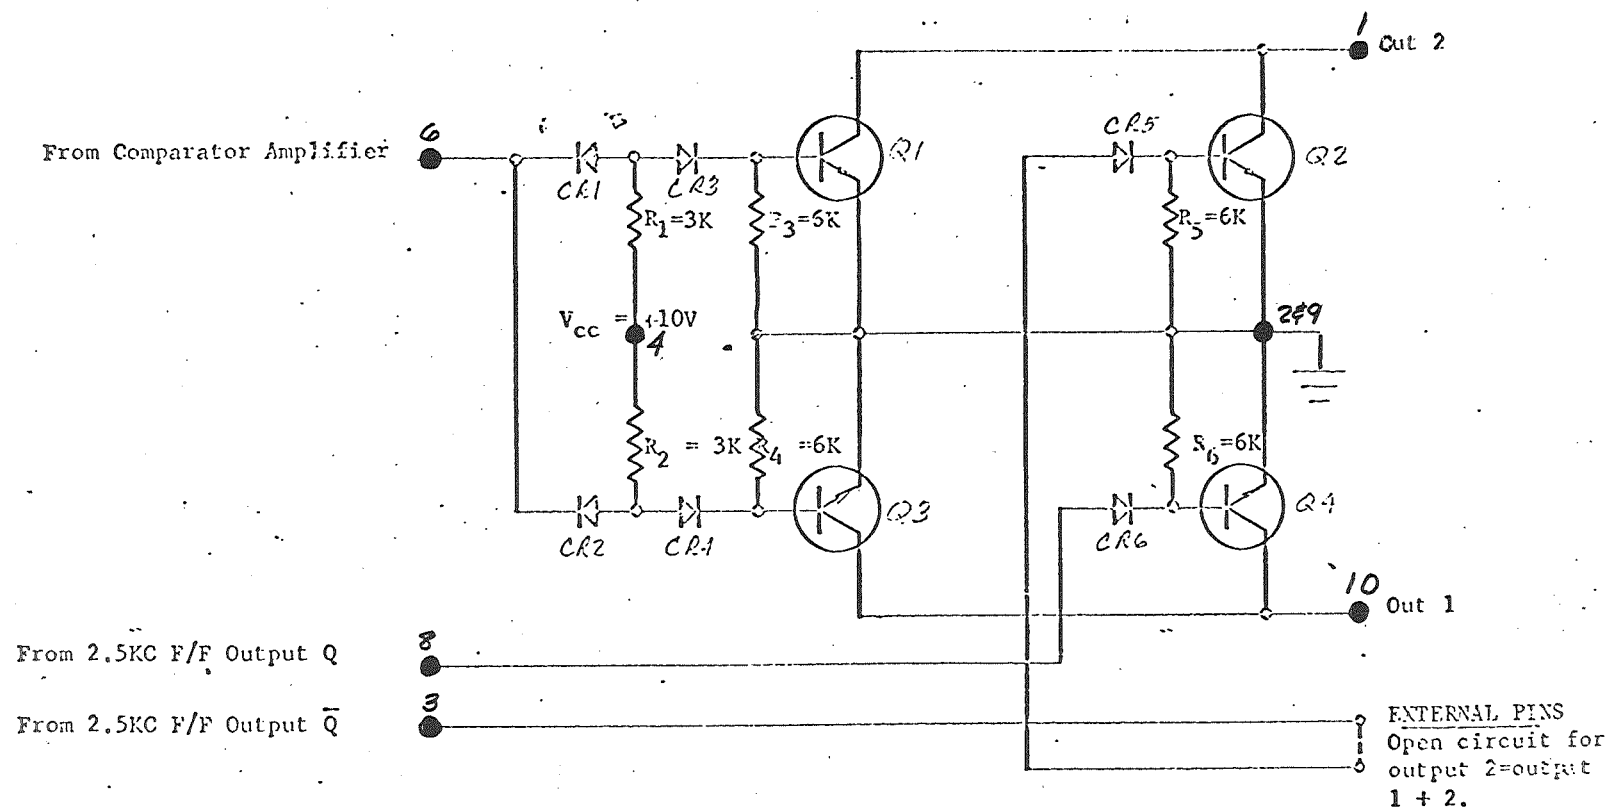 1
Out 2
6
From Comparator Amplifier
CR5
Q1
Q2
CR1
CR3
R1=3K
R5=6K
Vcc = +10V
4
2&9
R2 = 3K
R4 =6K
R6=6K
Q3
Q4
CR2
CR4
CR6
10
Out 1
8
From 2.5KC F/F Output Q
3
From 2.5KC F/F Output Q̅
EXTERNAL PINS
Open circuit for
output 2=output
1 + 2.